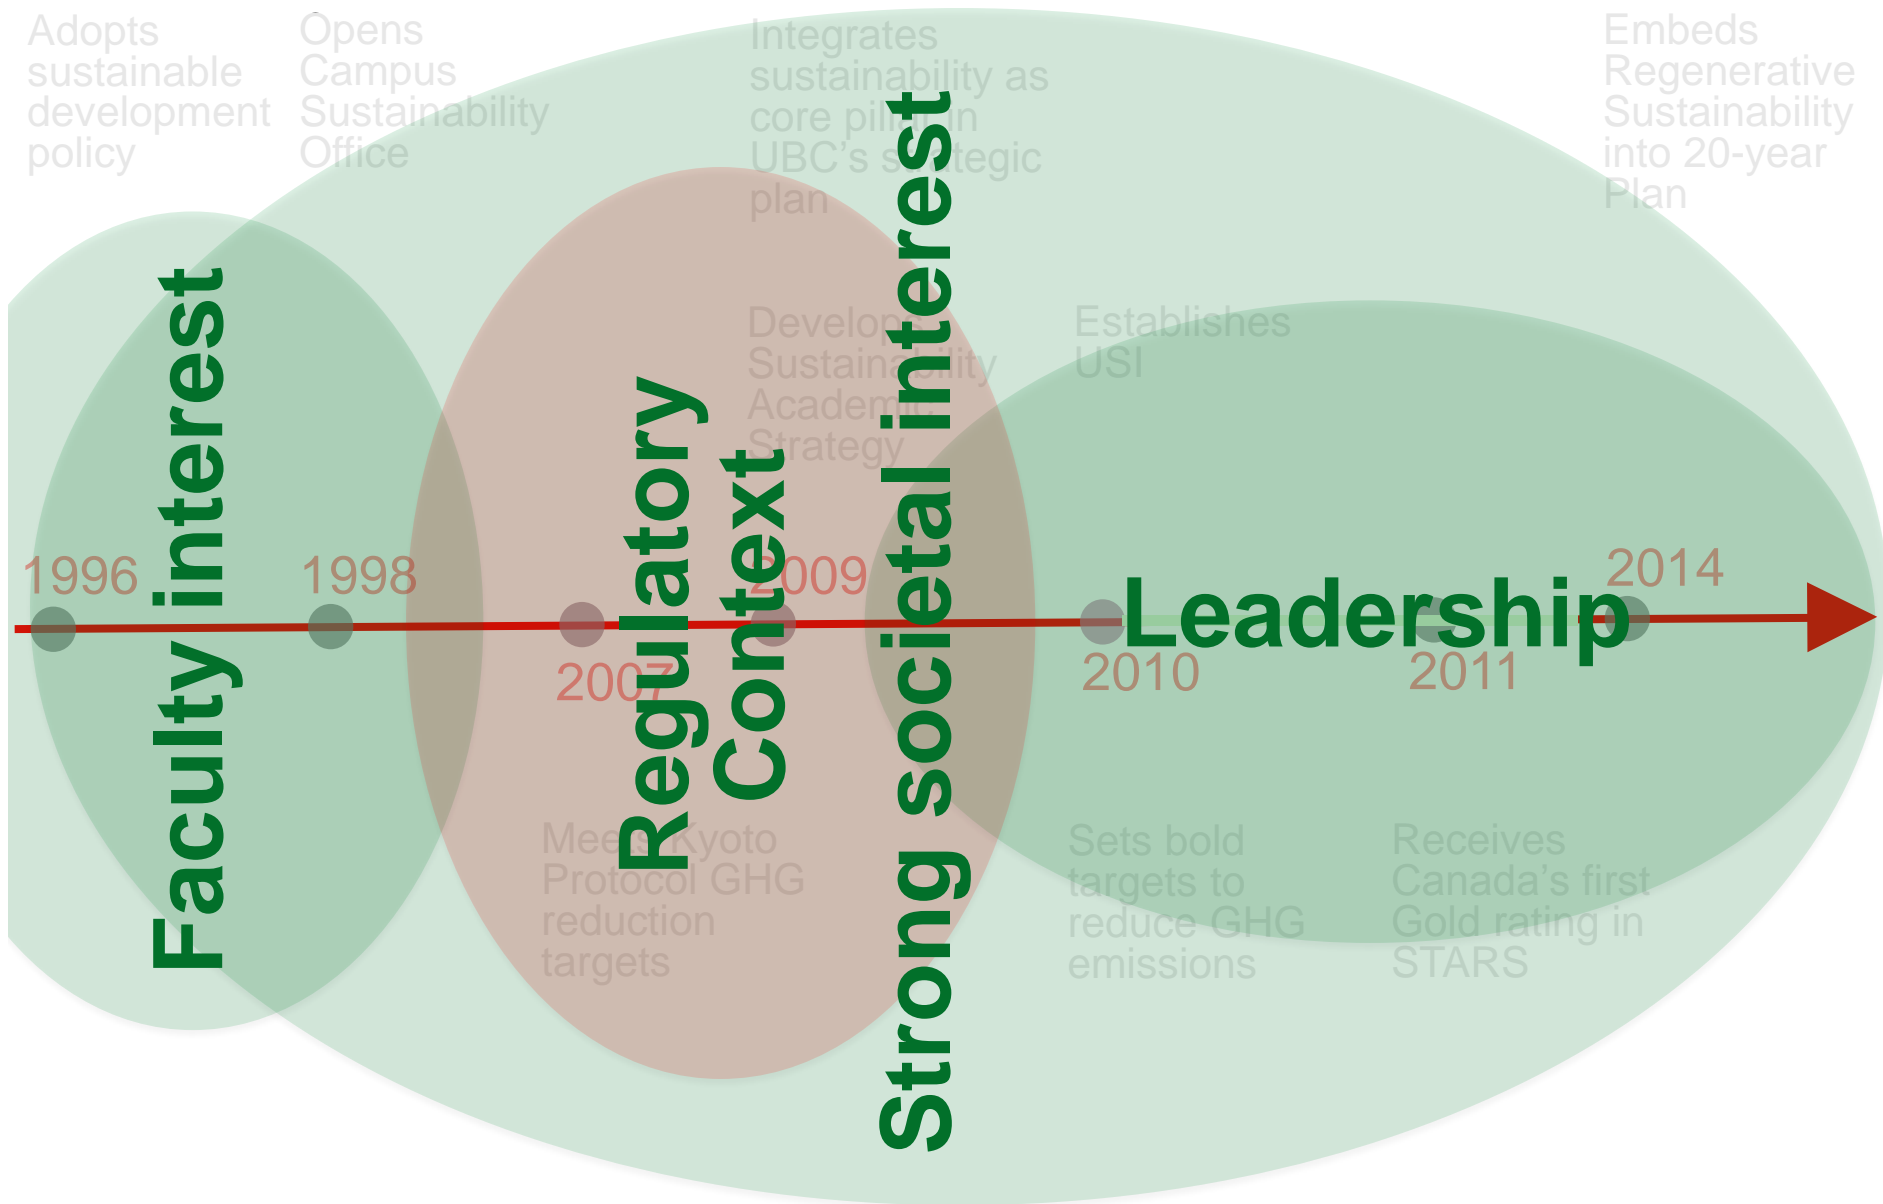 Adopts
sustainable
development
policy
Opens
Campus
Sustainability
Office
Integrates
sustainability as
core pillar in
UBC’s strategic
plan
Embeds
Regenerative
Sustainability
into 20-year
Plan
Develops
Sustainability
Academic
Strategy
Establishes
USI
1996
1998
2009
2014
2007
2010
2011
Faculty interest
Regulatory
Context
Strong societal interest
Leadership
Meets Kyoto
Protocol GHG
reduction
targets
Sets bold
targets to
reduce GHG
emissions
Receives
Canada’s first
Gold rating in
STARS